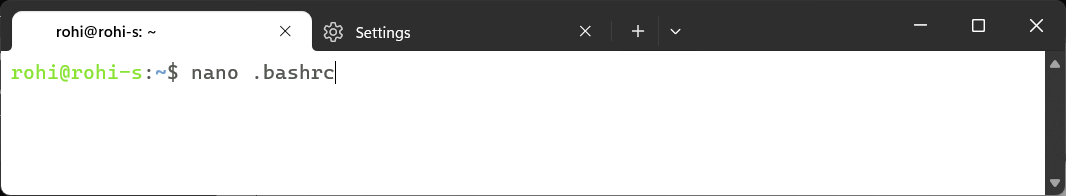 rohi@rohi-s: ~
Settings
rohi@rohi-s:~$ nano .bashrc